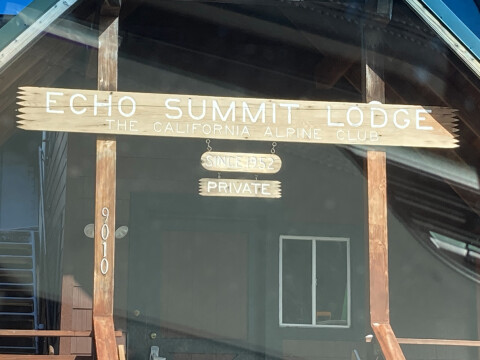 ECHO SUMMIT LODGE
THE CALIFORNIA ALPINE CLUB
SINCE 1952
PRIVATE
9010